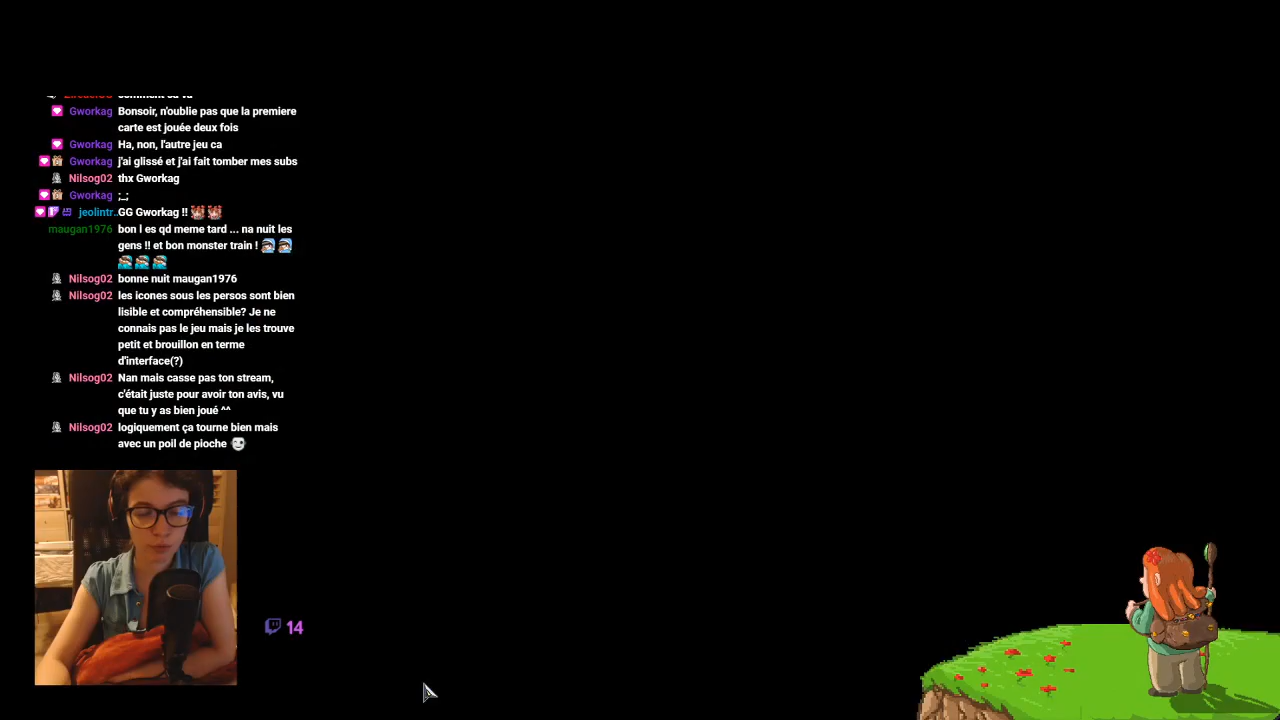 Gworkag Bonsoir, n'oublie pas que la premiere
carte est jouée deux fois
Gworkag Ha, non, l'autre jeu ca
Gworkag j'ai glissé et j'ai fait tomber mes subs
Nilsog02 thx Gworkag
Gworkag ;_;
jeolintr.. GG Gworkag !!
maugan1976 bon l es qd meme tard ... na nuit les
gens !! et bon monster train !
Nilsog02 bonne nuit maugan1976
Nilsog02 les icones sous les persos sont bien
lisible et compréhensible? Je ne
connais pas le jeu mais je les trouve
petit et brouillon en terme
d'interface(?)
Nilsog02 Nan mais casse pas ton stream,
c'était juste pour avoir ton avis, vu
que tu y as bien joué ^^
Nilsog02 logiquement ça tourne bien mais
avec un poil de pioche
14